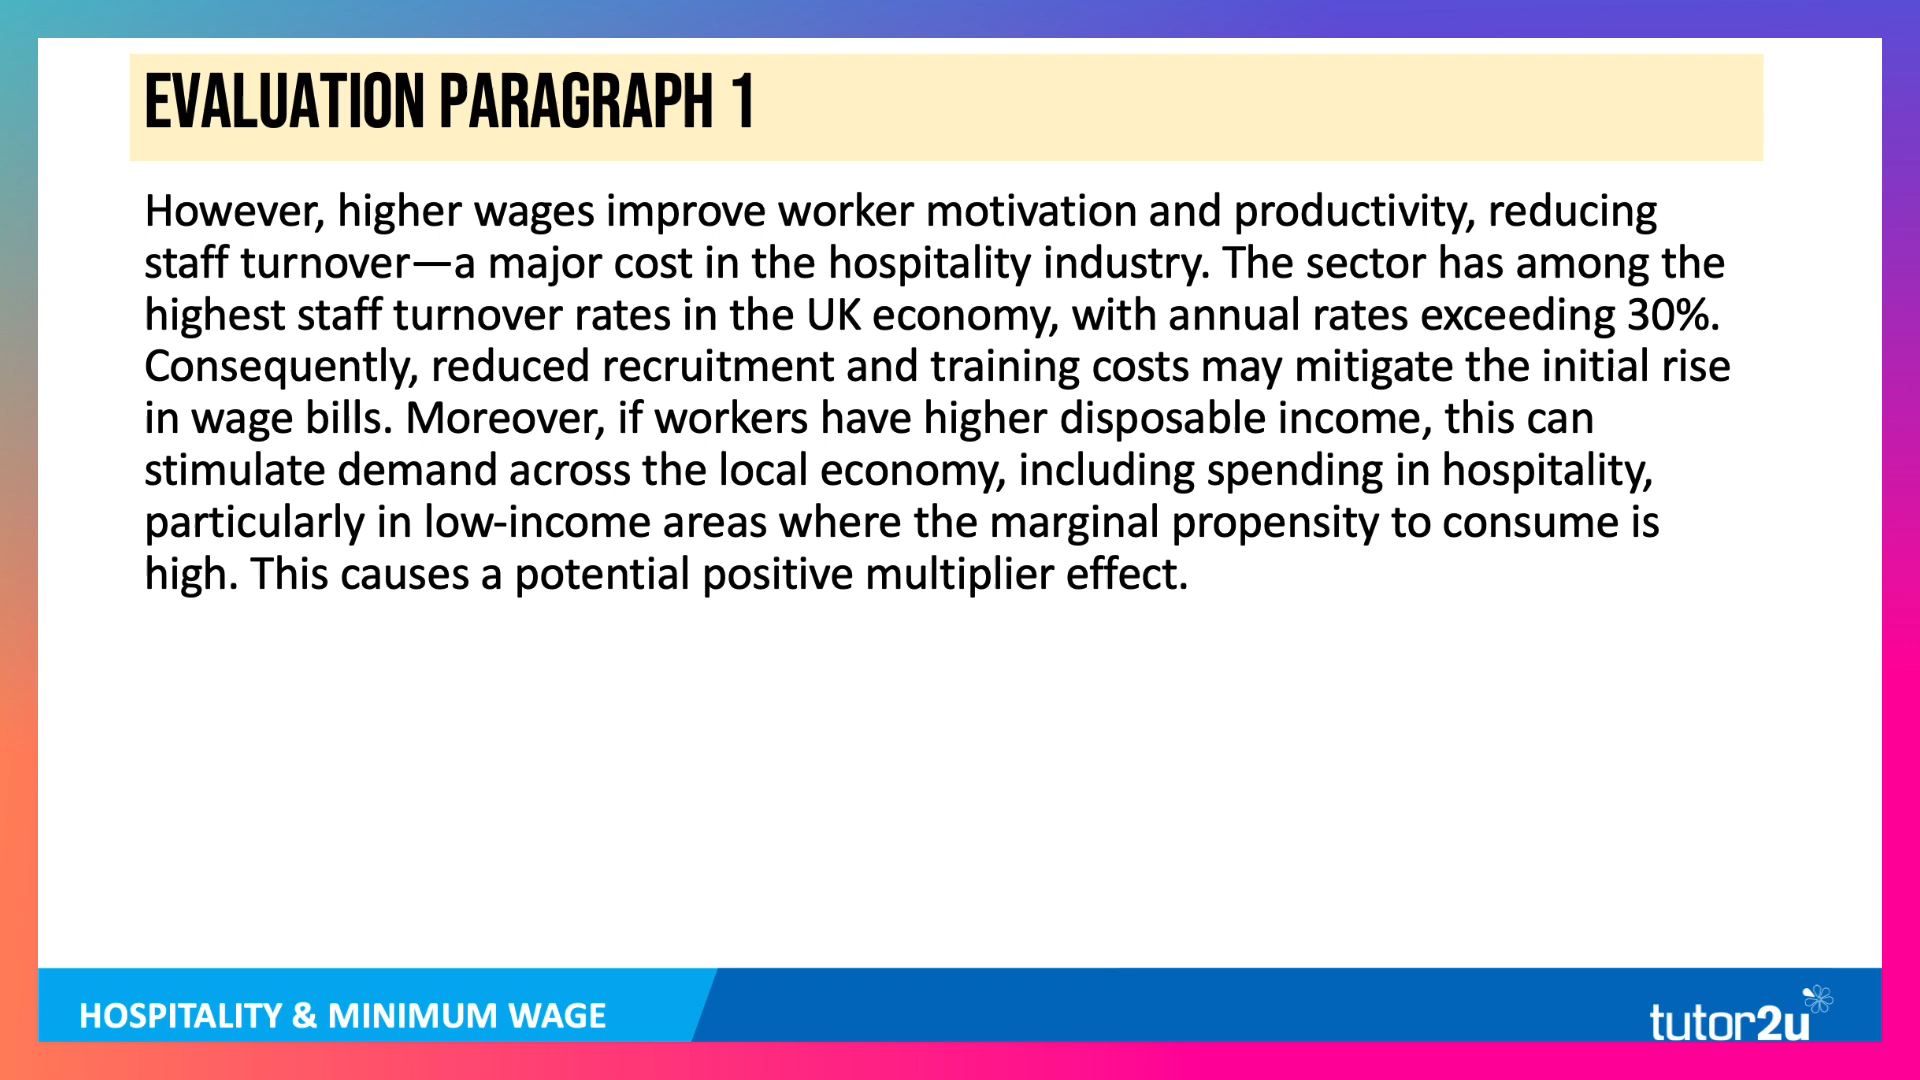 EVALUATION PARAGRAPH 1
However, higher wages improve worker motivation and productivity, reducing
staff turnover—a major cost in the hospitality industry. The sector has among the
highest staff turnover rates in the UK economy, with annual rates exceeding 30%.
Consequently, reduced recruitment and training costs may mitigate the initial rise
in wage bills. Moreover, if workers have higher disposable income, this can
stimulate demand across the local economy, including spending in hospitality,
particularly in low-income areas where the marginal propensity to consume is
high. This causes a potential positive multiplier effect.
HOSPITALITY & MINIMUM WAGE
tutor2u